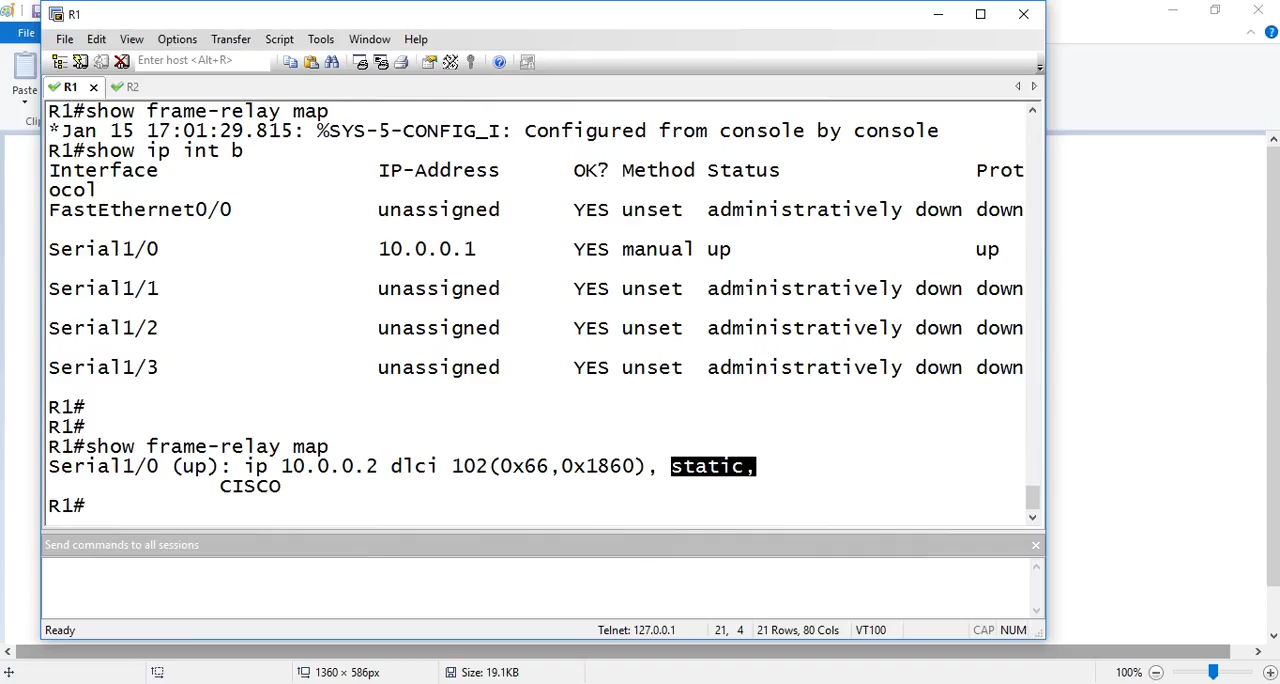 R1
File
File Edit View Options Transfer Script Tools Window Help
Enter host <Alt+R>
Paste
R1 R2
R1#show frame-relay map
*Jan 15 17:01:29.815: %SYS-5-CONFIG_I: Configured from console by console
R1#show ip int b
Interface IP-Address OK? Method Status Prot
ocol
FastEthernet0/0 unassigned YES unset administratively down down
Serial1/0 10.0.0.1 YES manual up up
Serial1/1 unassigned YES unset administratively down down
Serial1/2 unassigned YES unset administratively down down
Serial1/3 unassigned YES unset administratively down down
R1#
R1#
R1#show frame-relay map
Serial1/0 (up): ip 10.0.0.2 dlci 102(0x66,0x1860), static,
CISCO
R1#
Send commands to all sessions
Ready Telnet: 127.0.0.1 21, 4 21 Rows, 80 Cols VT100 CAP NUM
1360 × 586px Size: 19.1KB 100%